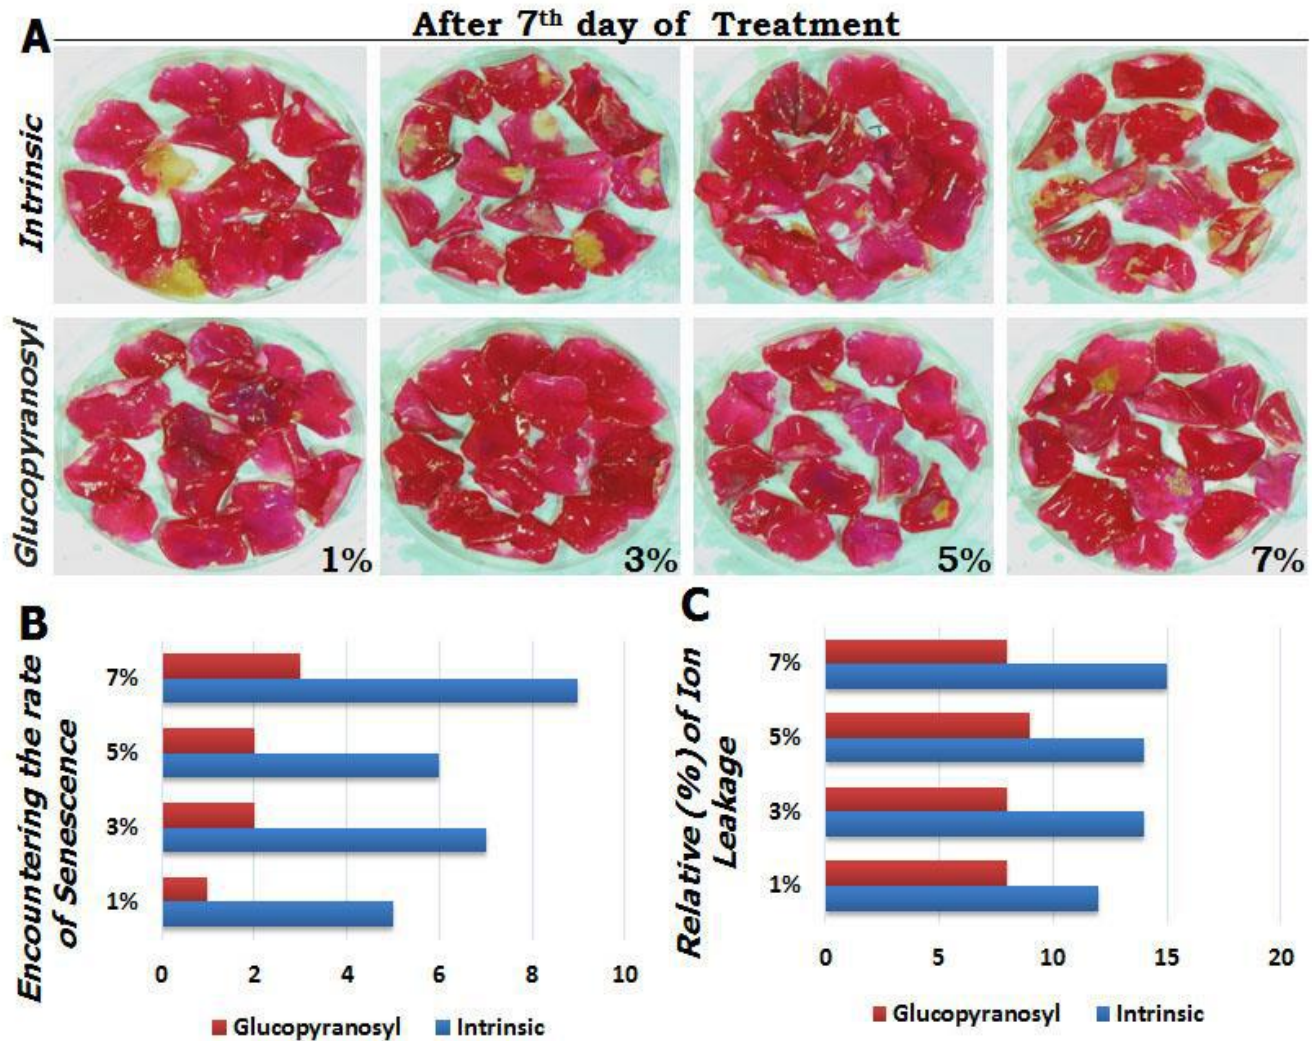 A
After 7th day of Treatment
Intrinsic
Glucopyranosyl
1%
3%
5%
7%
B
Encountering the rate
of Senescence
7%
5%
3%
1%
0 2 4 6 8 10
Glucopyranosyl Intrinsic
C
Relative (%) of Ion
Leakage
7%
5%
3%
1%
0 5 10 15 20
Glucopyranosyl Intrinsic